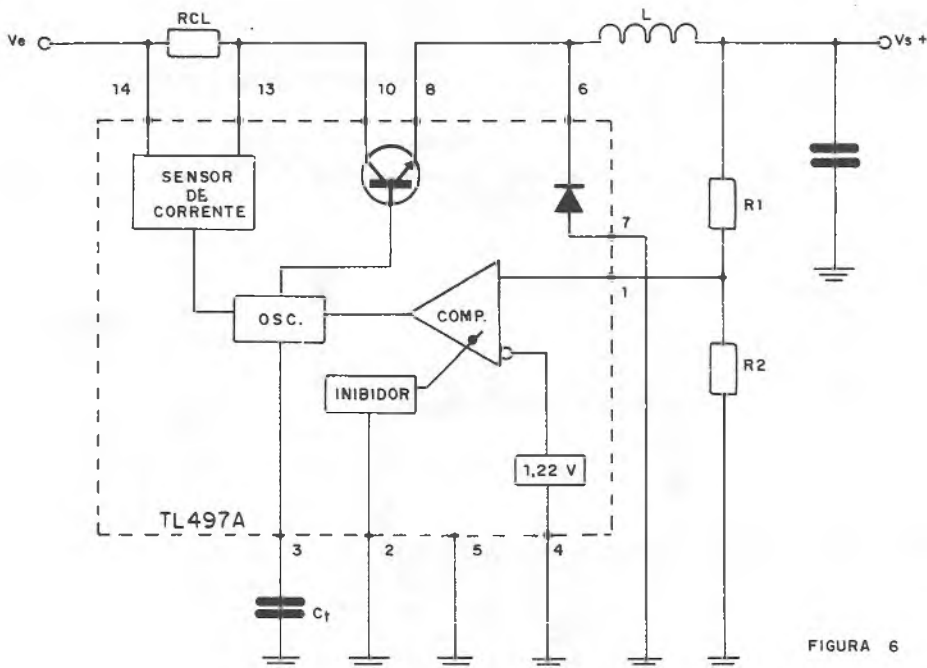 RCL
L
Ve
Vs +
14
13
10
8
6
SENSOR
DE
CORRENTE
7
R1
1
OSC.
COMP.
R2
INIBIDOR
1,22 V
TL497A
3
2
5
4
Ct
FIGURA 6